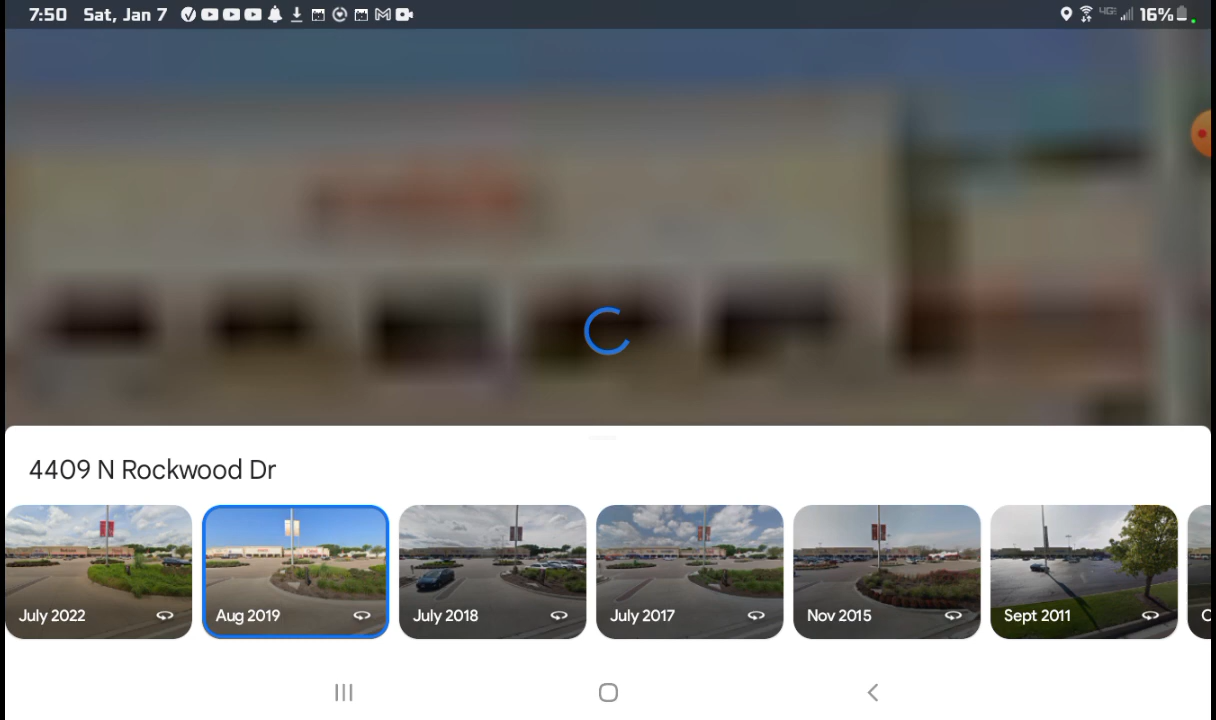 7:50 Sat, Jan 7 16%
4409 N Rockwood Dr
July 2022
Aug 2019
July 2018
July 2017
Nov 2015
Sept 2011